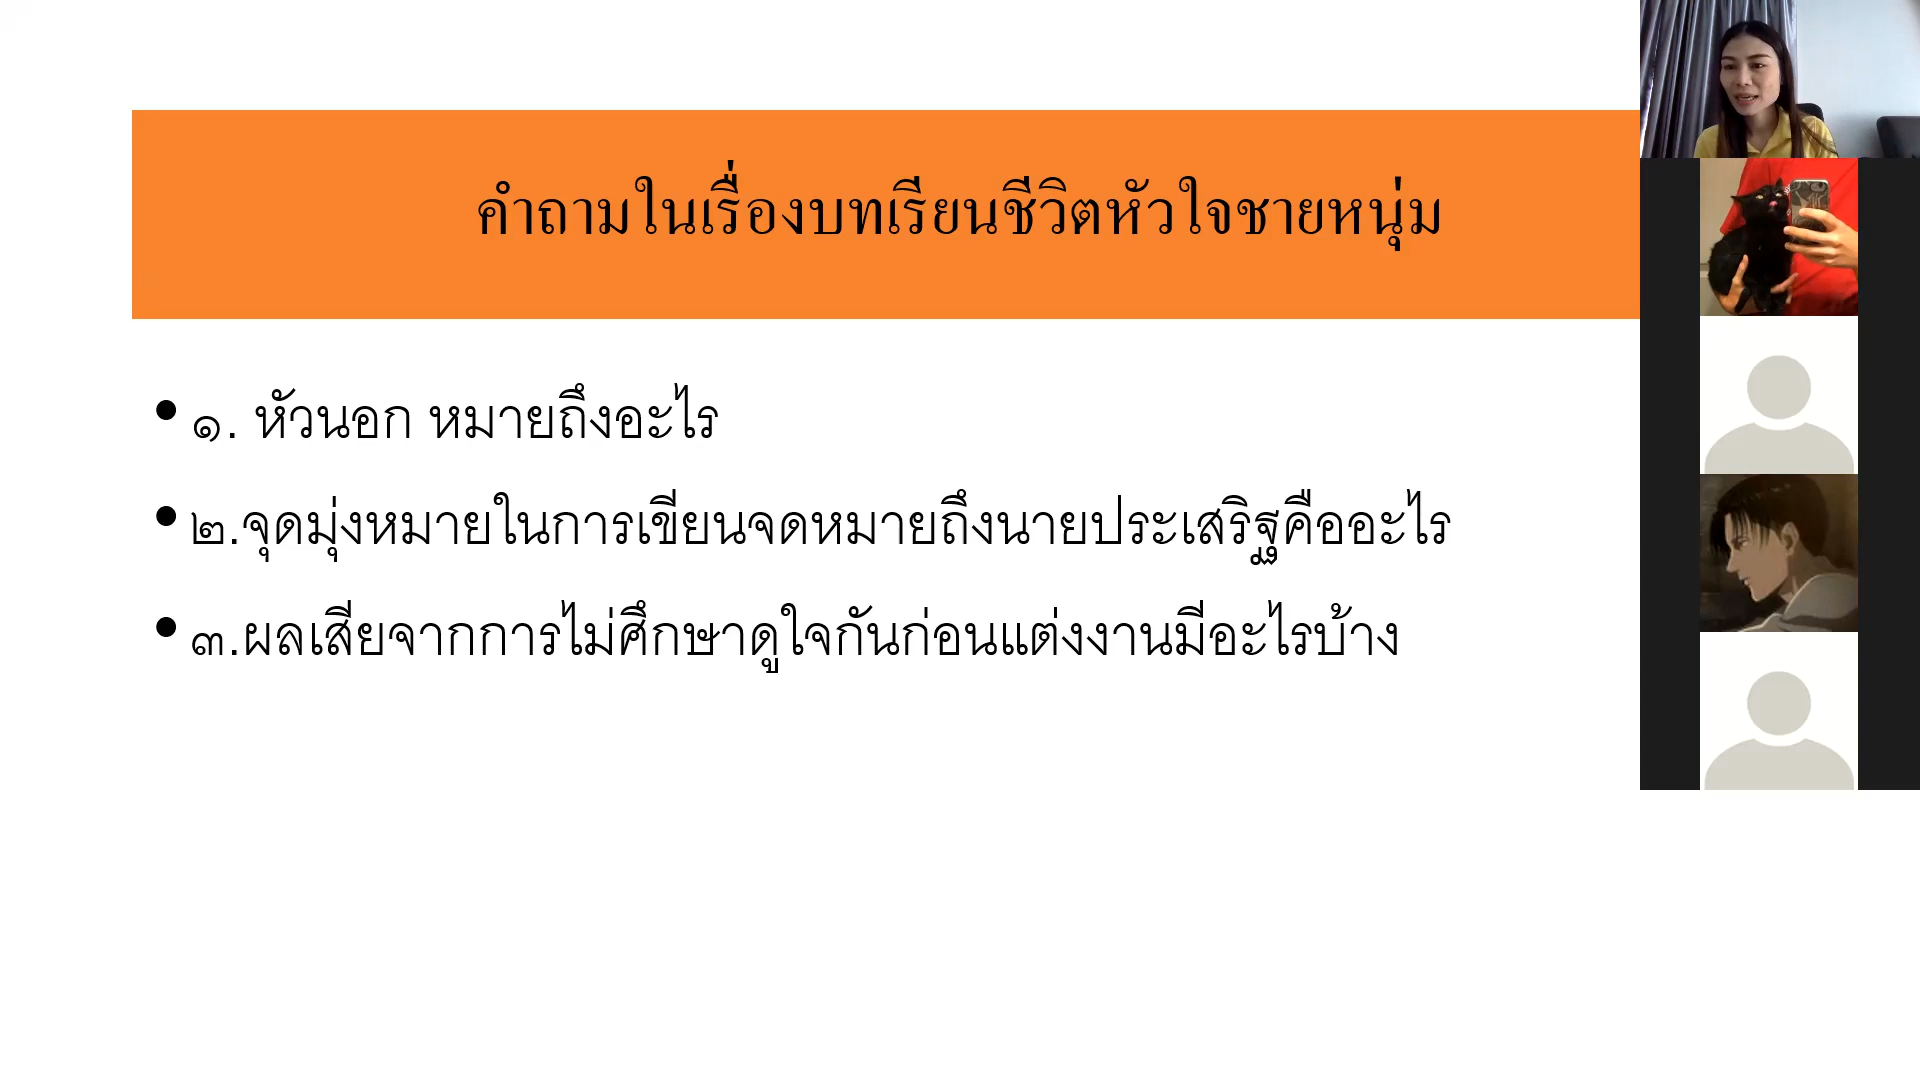 คำถามในเรื่องบทเรียนชีวิตหัวใจชายหนุ่ม
• ๑. หัวนอก หมายถึงอะไร
• ๒.จุดมุ่งหมายในการเขียนจดหมายถึงนายประเสริฐคืออะไร
• ๓.ผลเสียจากการไม่ศึกษาดูใจกันก่อนแต่งงานมีอะไรบ้าง